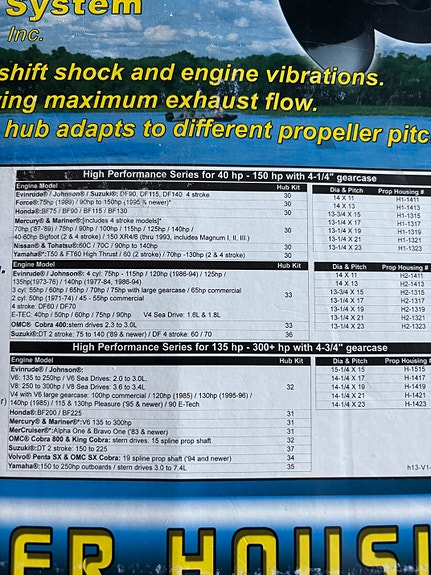 System
Inc.
shift shock and engine vibrations.
ing maximum exhaust flow.
hub adapts to different propeller pitc
High Performance Series for 40 hp - 150 hp with 4-1/4" gearcase
Engine Model Hub Kit Dia & Pitch Prop Housing #
Evinrude® / Johnson® / Suzuki®: DF90, DF115, DF140 4 stroke 30 14 X 11 H1-1411
Force®:75hp (1999) / 90hp to 150hp (1995 & newer)* 30 14 X 13 H1-1413
Honda®:BF75 / BF90 / BF115 / BF130 30 13-3/4 X 15 H1-1315
Mercury® & Mariner®:[includes 4 stroke models]* 13-1/4 X 17 H1-1317
70hp ('87-'89) / 75hp / 90hp / 100hp / 115hp / 125hp / 140hp / 30 13-1/4 X 19 H1-1319
40-60hp Bigfoot (2 & 4 stroke) / 150 XR4/6 (thru 1993, includes Magnum I, II, III.) 13-1/4 X 21 H1-1321
Nissan® & Tohatsu®:60C / 70C / 90hp to 140hp 30 13-1/4 X 23 H1-1323
Yamaha®:T50 & FT60 High Thrust / 60 (2 stroke) / 70hp -130hp (2 & 4 stroke) 30
Engine Model Hub Kit Dia & Pitch Prop Housing #
Evinrude® / Johnson® 4 cyl: 75hp - 115hp / 120hp (1986-94) / 125hp / 14 X 11 H2-1411
135hp(1973-76) / 140hp (1977-84, 1986-94) 14 X 13 H2-1413
3 cyl: 55hp / 60hp / 65hp / 70hp / 75hp with large gearcase / 65hp commercial 33 13-3/4 X 15 H2-1315
2 cyl: 50hp (1971-74) / 45 - 55hp commercial 13-1/4 X 17 H2-1317
4 stroke: DF60 / DF70 13-1/4 X 19 H2-1319
E-TEC: 40hp / 50hp / 60hp / 75hp / 90hp V4 Sea Drive: 1.6L & 1.8L 13-1/4 X 21 H2-1321
OMC® Cobra 400:stern drives 2.3 to 3.0L 33 13-1/4 X 23 H2-1323
Suzuki®:DT 2 stroke: 75 to 140 ('89 & newer) / DF 4 stroke: 60 / 70 36
High Performance Series for 135 hp - 300+ hp with 4-3/4" gearcase
Engine Model Hub Kit Dia & Pitch Prop Housing #
Evinrude® / Johnson®: 15-1/4 X 15 H-1515
V6: 135 to 250hp / V6 Sea Drives: 2.0 to 3.0L, 14-1/4 X 17 H-1417
V8: 250 to 300hp / V8 Sea Drives: 3.6 to 3.4L 32 14-1/4 X 19 H-1419
V4 with V6 large gearcase: 100hp commercial / 120hp (1985) / 130hp (1995-96) / 14-1/4 X 21 H-1421
140hp (1985) / 115 & 130hp Pleasure ('95 & newer) / 90 E-Tech 14-1/4 X 23 H-1423
Honda®:BF200 / BF225 31
Mercury® & Mariner®*:V6 135 to 300hp 31
MerCruiser®*:Alpha One & Bravo One ('83 & newer) 31
OMC® Cobra 800 & King Cobra: stern drives. 15 spline prop shaft 32
Suzuki®:DT 2 stroke: 150 to 225 37
Volvo® Penta SX & OMC SX Cobra: 19 spline prop shaft ('94 and newer) 34
Yamaha®:150 to 250hp outboards / stern drives 3.0 to 7.4L 35
h13-V1-
ER HOUSI